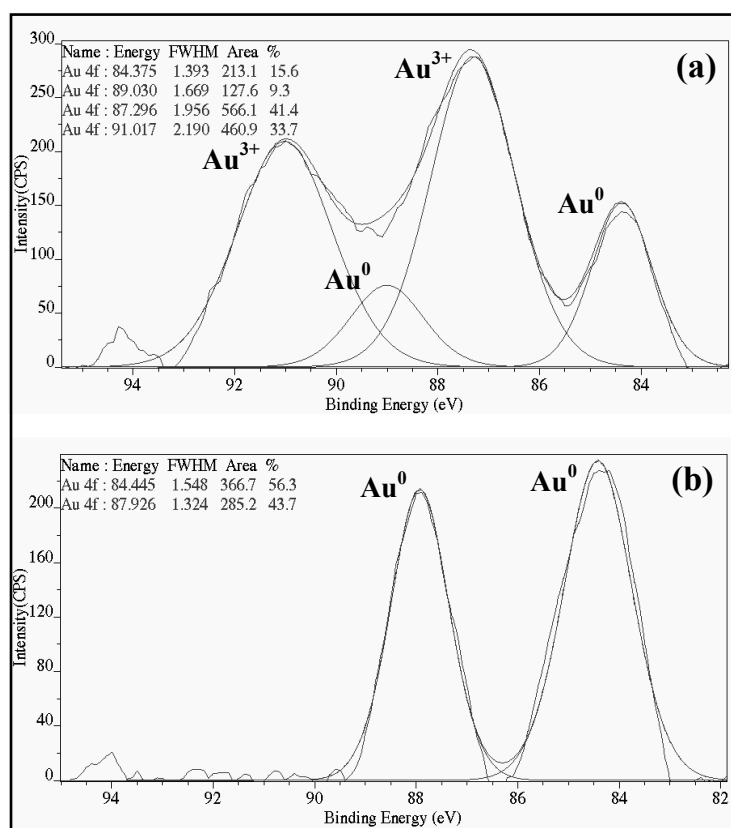 300
Name : Energy FWHM Area %
Au 4f : 84.375 1.393 213.1 15.6
Au 4f : 89.030 1.669 127.6 9.3
Au 4f : 87.296 1.956 566.1 41.4
Au 4f : 91.017 2.190 460.9 33.7
Au³⁺
(a)
250
200
Au³⁺
Au⁰
150
Au⁰
100
50
0
Intensity(CPS)
94 92 90 88 86 84
Binding Energy (eV)
Name : Energy FWHM Area %
Au 4f : 84.445 1.548 366.7 56.3
Au 4f : 87.926 1.324 285.2 43.7
Au⁰ Au⁰ (b)
200
160
120
80
40
0
Intensity(CPS)
94 92 90 88 86 84 82
Binding Energy (eV)